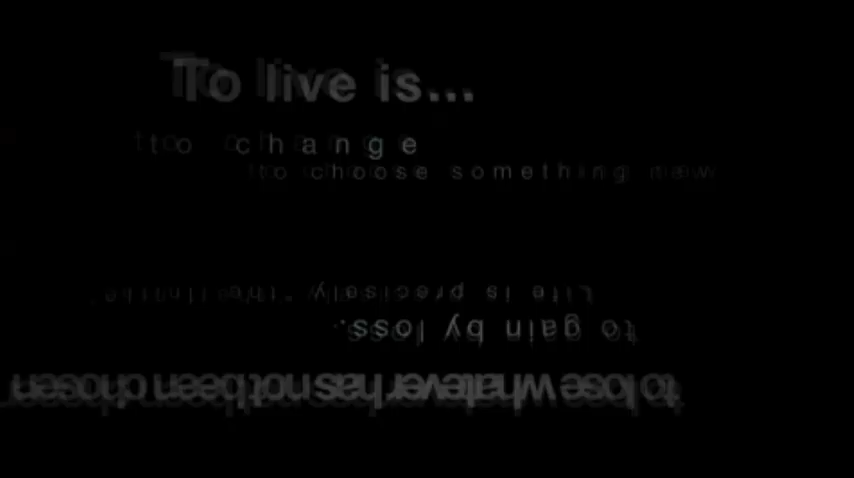 To live is...
to change
to choose something new
Life is precisely "the
to gain by loss.
to lose whatever has not been chosen